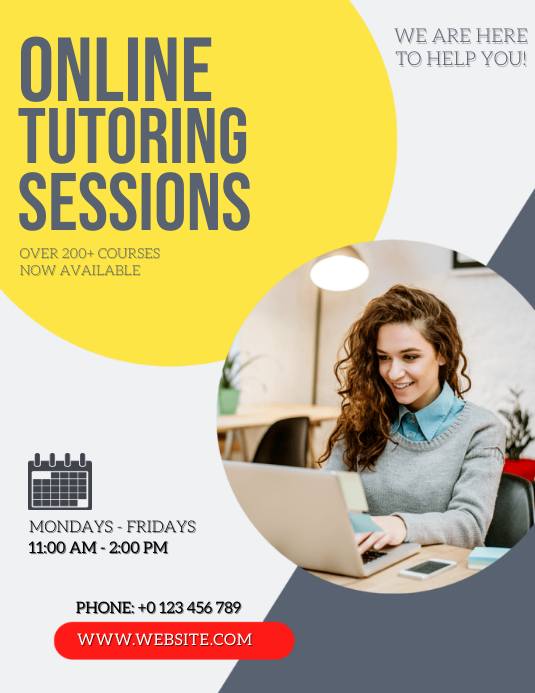 WE ARE HERE
TO HELP YOU!
ONLINE
TUTORING
SESSIONS
OVER 200+ COURSES
NOW AVAILABLE
MONDAYS - FRIDAYS
11:00 AM - 2:00 PM
PHONE: +0 123 456 789
WWW.WEBSITE.COM